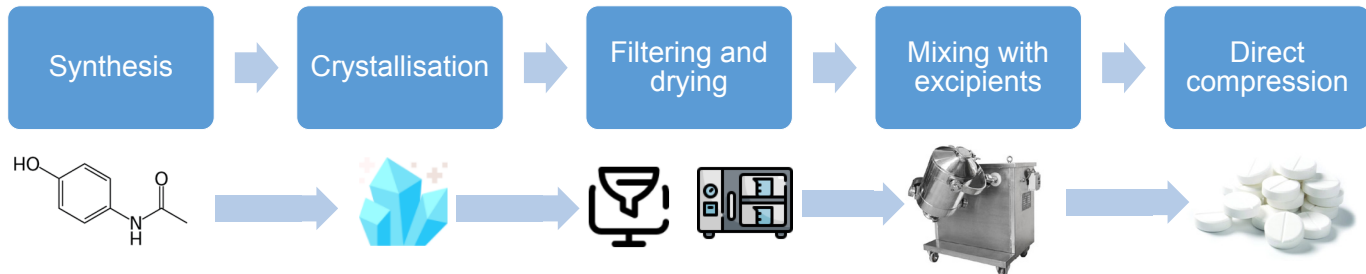 Synthesis
Crystallisation
Filtering and
drying
Mixing with
excipients
Direct
compression
HO
O
N
H